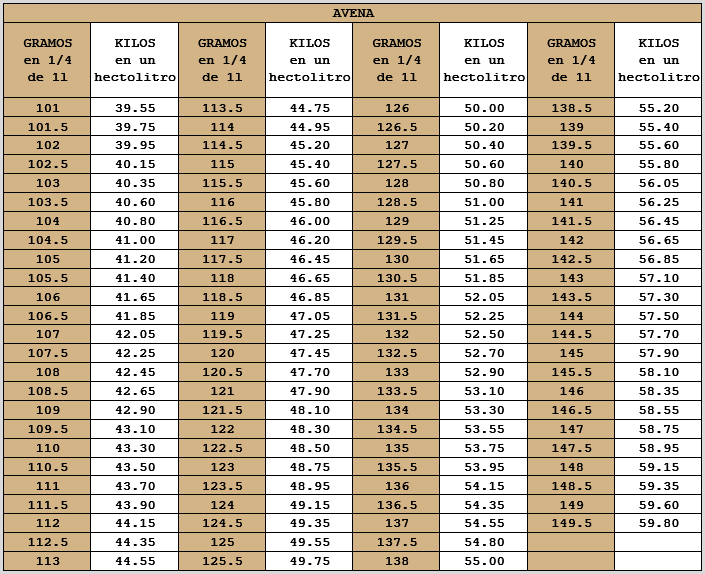 AVENA
GRAMOS en 1/4 de 1l KILOS en un hectolitro GRAMOS en 1/4 de 1l KILOS en un hectolitro GRAMOS en 1/4 de 1l KILOS en un hectolitro GRAMOS en 1/4 de 1l KILOS en un hectolitro
101 39.55 113.5 44.75 126 50.00 138.5 55.20
101.5 39.75 114 44.95 126.5 50.20 139 55.40
102 39.95 114.5 45.20 127 50.40 139.5 55.60
102.5 40.15 115 45.40 127.5 50.60 140 55.80
103 40.35 115.5 45.60 128 50.80 140.5 56.05
103.5 40.60 116 45.80 128.5 51.00 141 56.25
104 40.80 116.5 46.00 129 51.25 141.5 56.45
104.5 41.00 117 46.20 129.5 51.45 142 56.65
105 41.20 117.5 46.45 130 51.65 142.5 56.85
105.5 41.40 118 46.65 130.5 51.85 143 57.10
106 41.65 118.5 46.85 131 52.05 143.5 57.30
106.5 41.85 119 47.05 131.5 52.25 144 57.50
107 42.05 119.5 47.25 132 52.50 144.5 57.70
107.5 42.25 120 47.45 132.5 52.70 145 57.90
108 42.45 120.5 47.70 133 52.90 145.5 58.10
108.5 42.65 121 47.90 133.5 53.10 146 58.35
109 42.90 121.5 48.10 134 53.30 146.5 58.55
109.5 43.10 122 48.30 134.5 53.55 147 58.75
110 43.30 122.5 48.50 135 53.75 147.5 58.95
110.5 43.50 123 48.75 135.5 53.95 148 59.15
111 43.70 123.5 48.95 136 54.15 148.5 59.35
111.5 43.90 124 49.15 136.5 54.35 149 59.60
112 44.15 124.5 49.35 137 54.55 149.5 59.80
112.5 44.35 125 49.55 137.5 54.80
113 44.55 125.5 49.75 138 55.00